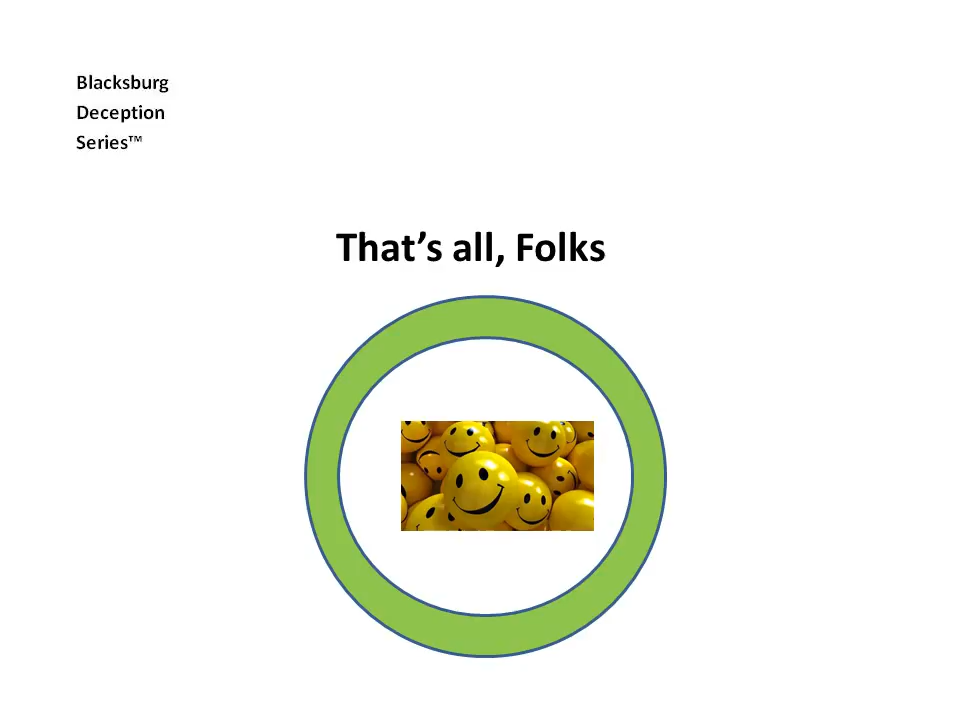 Blacksburg
Deception
Series™
That’s all, Folks